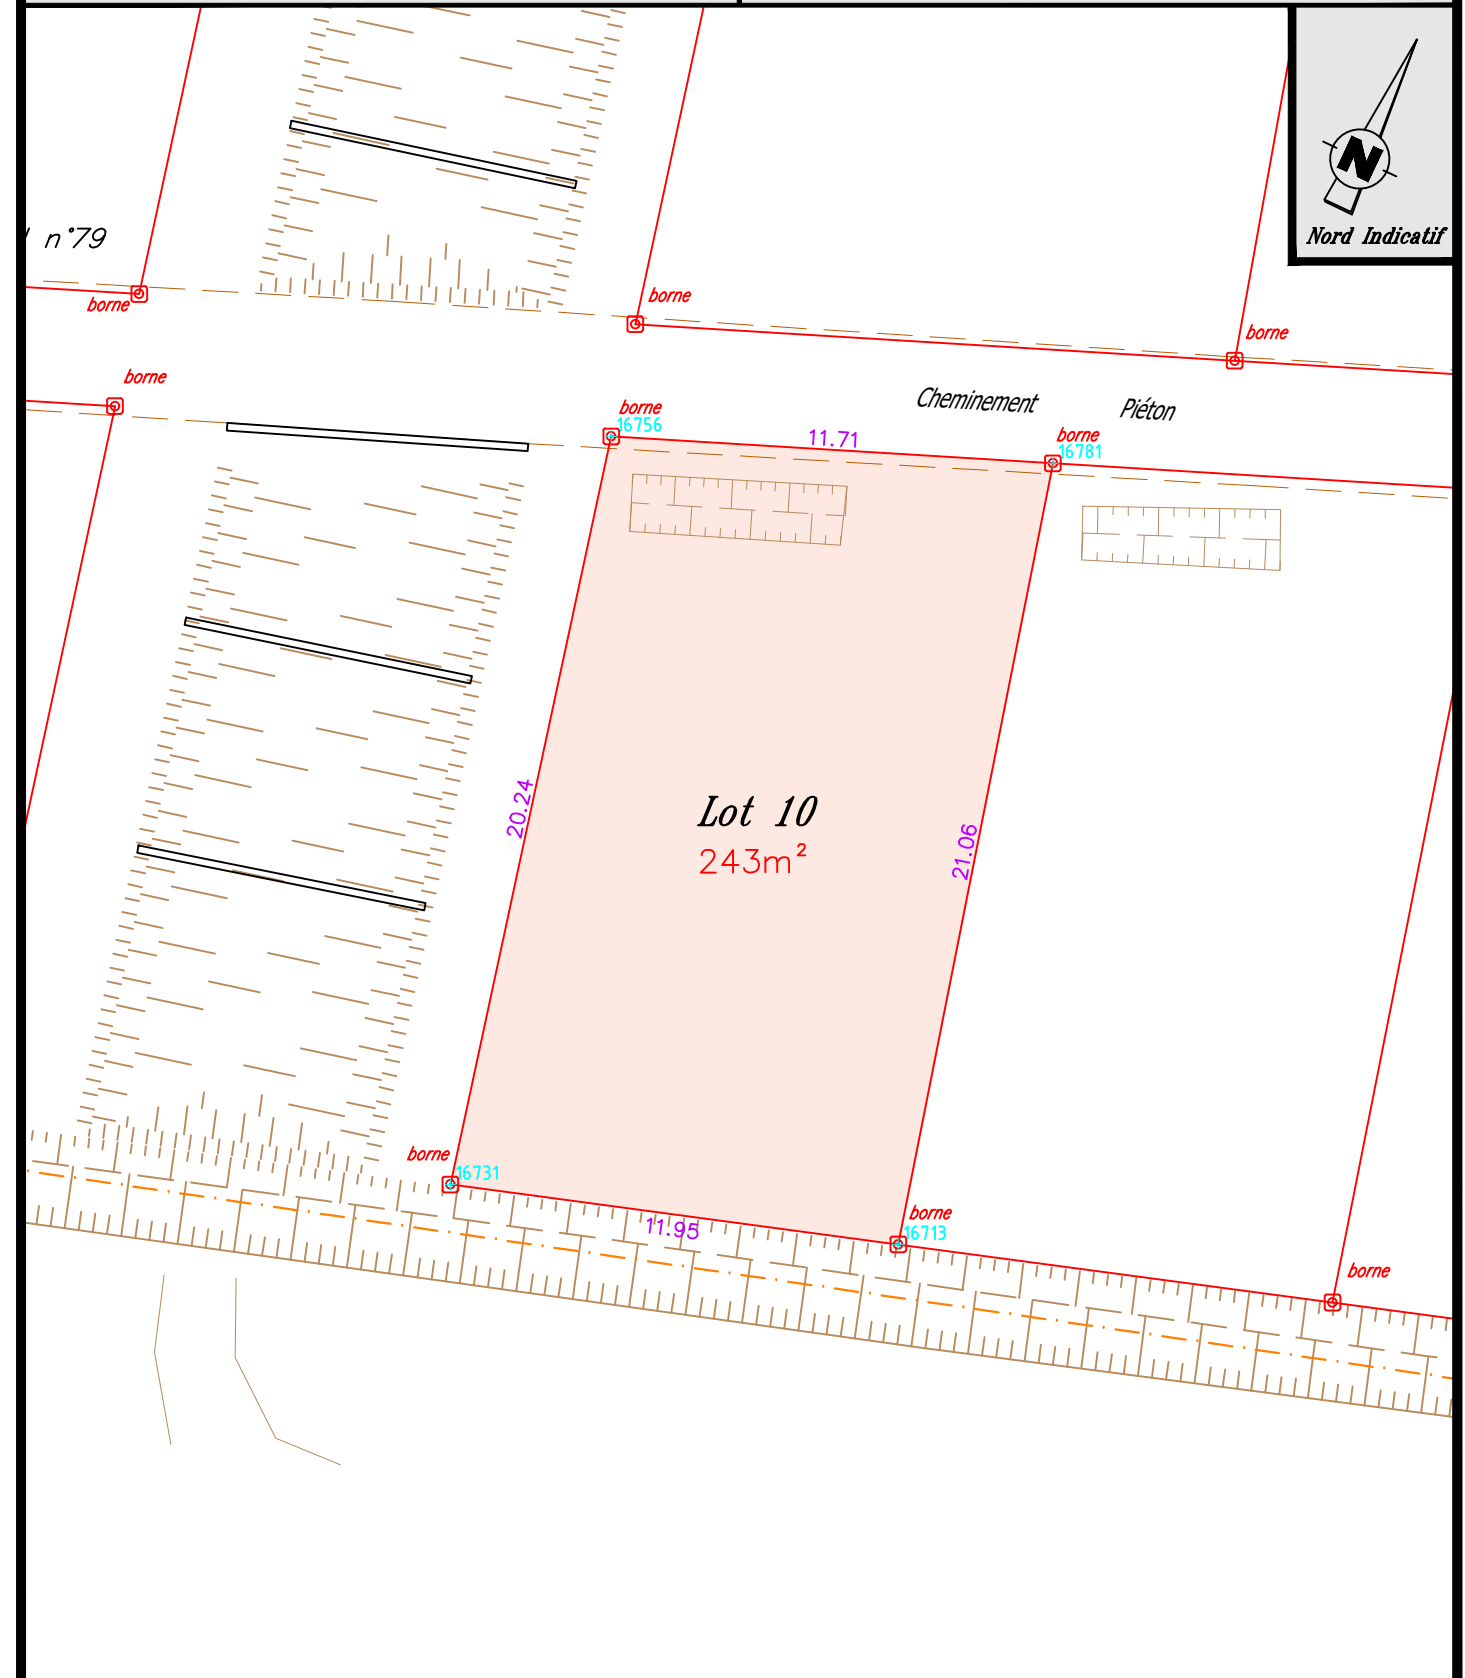 n°79
Nord Indicatif
borne
borne
borne
borne
Cheminement Piéton
borne
16756
11.71
borne
16781
20.24
Lot 10
243m²
21.06
borne
16731
11.95
borne
16713
borne